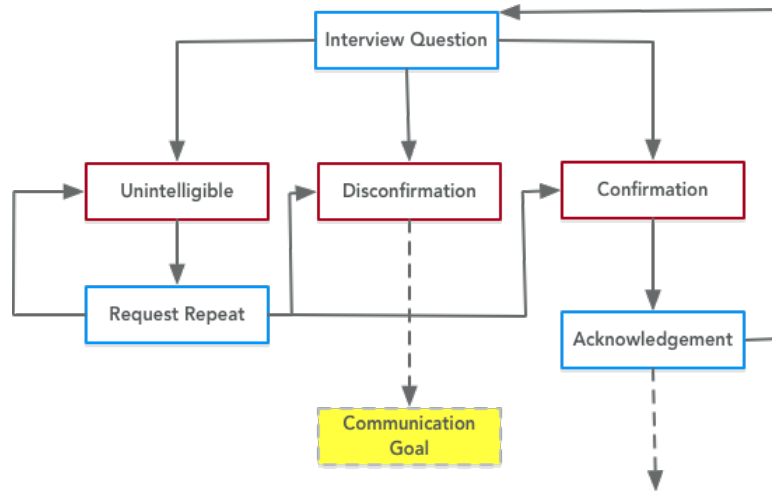 Interview Question
Unintelligible
Disconfirmation
Confirmation
Request Repeat
Acknowledgement
Communication
Goal